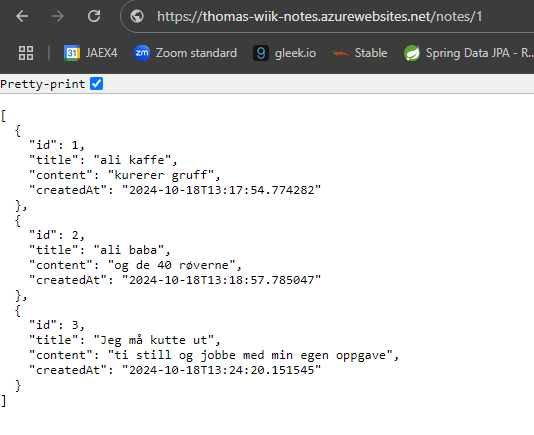 https://thomas-wiik-notes.azurewebsites.net/notes/1
31 JAEX4 zm Zoom standard 9 gleek.io Stable Spring Data JPA - R...
Pretty-print
[
  {
    "id": 1,
    "title": "ali kaffe",
    "content": "kurerer gruff",
    "createdAt": "2024-10-18T13:17:54.774282"
  },
  {
    "id": 2,
    "title": "ali baba",
    "content": "og de 40 røverne",
    "createdAt": "2024-10-18T13:18:57.785047"
  },
  {
    "id": 3,
    "title": "Jeg må kutte ut",
    "content": "ti still og jobbe med min egen oppgave",
    "createdAt": "2024-10-18T13:24:20.151545"
  }
]